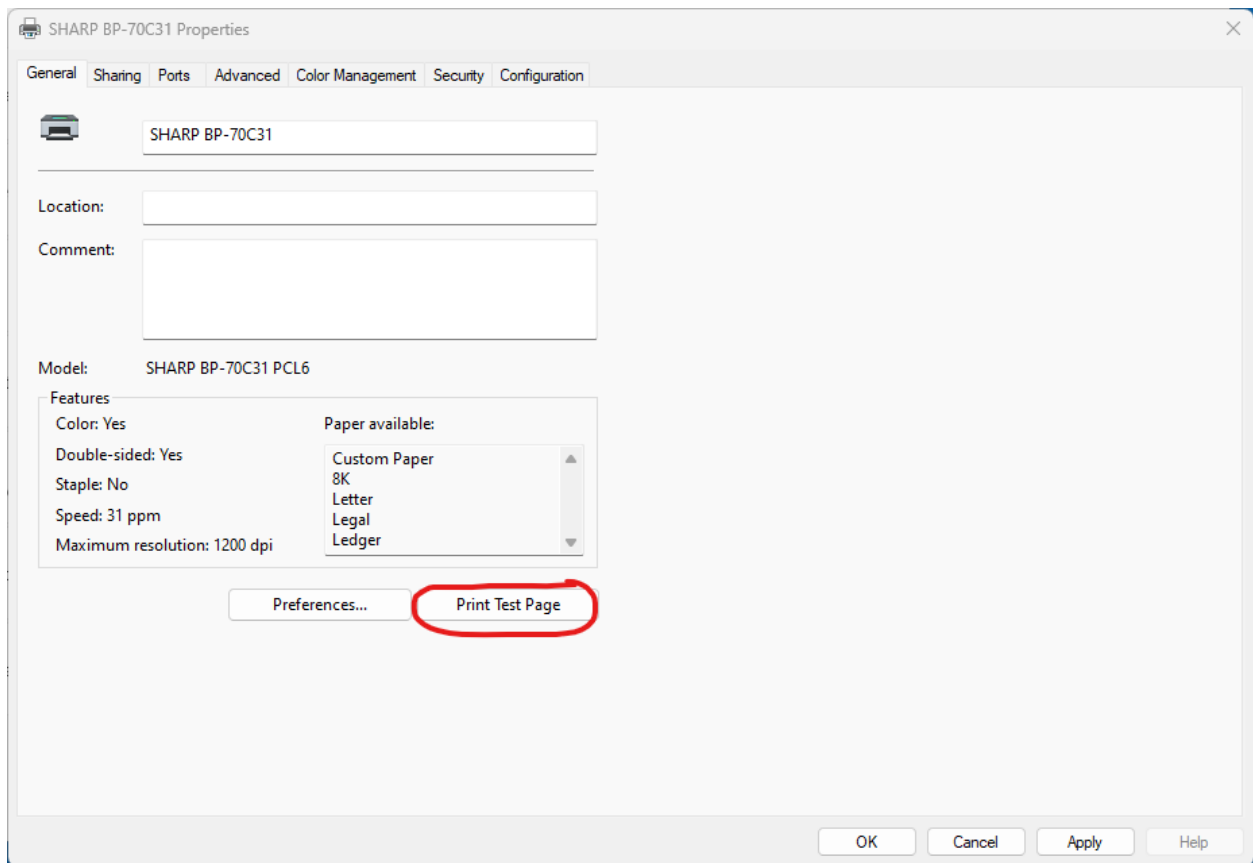 SHARP BP-70C31 Properties
General Sharing Ports Advanced Color Management Security Configuration
SHARP BP-70C31
Location:
Comment:
Model: SHARP BP-70C31 PCL6
Features
Color: Yes
Double-sided: Yes
Staple: No
Speed: 31 ppm
Maximum resolution: 1200 dpi
Paper available:
Custom Paper
8K
Letter
Legal
Ledger
Preferences... Print Test Page
OK Cancel Apply Help